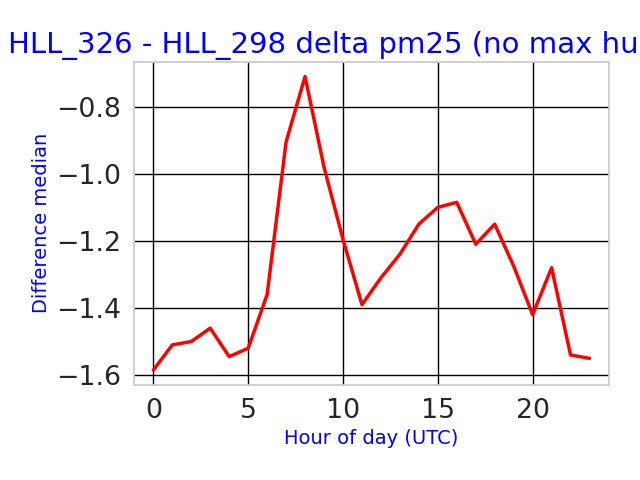 HLL_326 - HLL_298 delta pm25 (no max hu
Difference median
−0.8
−1.0
−1.2
−1.4
−1.6
0 5 10 15 20
Hour of day (UTC)